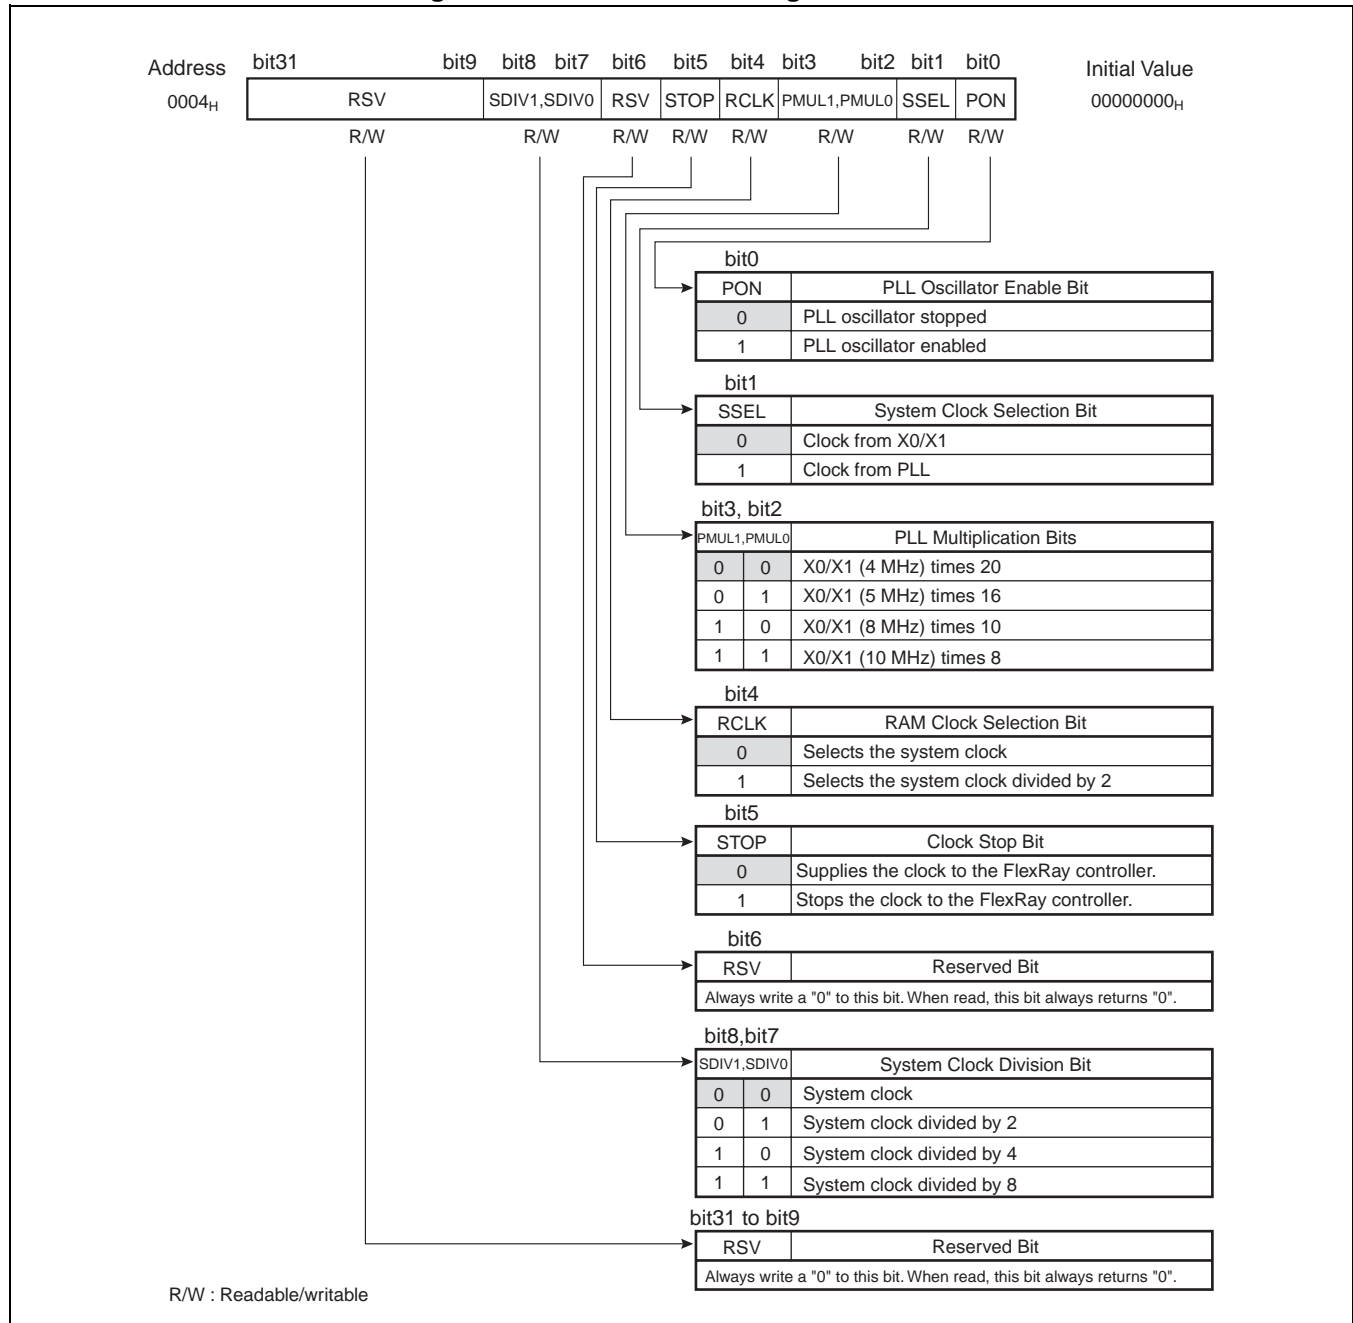 Address bit31 bit9 bit8 bit7 bit6 bit5 bit4 bit3 bit2 bit1 bit0 Initial Value
0004H RSV SDIV1,SDIV0 RSV STOP RCLK PMUL1,PMUL0 SSEL PON 00000000H
R/W R/W R/W R/W R/W R/W R/W R/W
bit0
PON PLL Oscillator Enable Bit
0 PLL oscillator stopped
1 PLL oscillator enabled
bit1
SSEL System Clock Selection Bit
0 Clock from X0/X1
1 Clock from PLL
bit3, bit2
PMUL1,PMUL0 PLL Multiplication Bits
0 0 X0/X1 (4 MHz) times 20
0 1 X0/X1 (5 MHz) times 16
1 0 X0/X1 (8 MHz) times 10
1 1 X0/X1 (10 MHz) times 8
bit4
RCLK RAM Clock Selection Bit
0 Selects the system clock
1 Selects the system clock divided by 2
bit5
STOP Clock Stop Bit
0 Supplies the clock to the FlexRay controller.
1 Stops the clock to the FlexRay controller.
bit6
RSV Reserved Bit
Always write a "0" to this bit. When read, this bit always returns "0".
bit8,bit7
SDIV1,SDIV0 System Clock Division Bit
0 0 System clock
0 1 System clock divided by 2
1 0 System clock divided by 4
1 1 System clock divided by 8
bit31 to bit9
RSV Reserved Bit
Always write a "0" to this bit. When read, this bit always returns "0".
R/W : Readable/writable